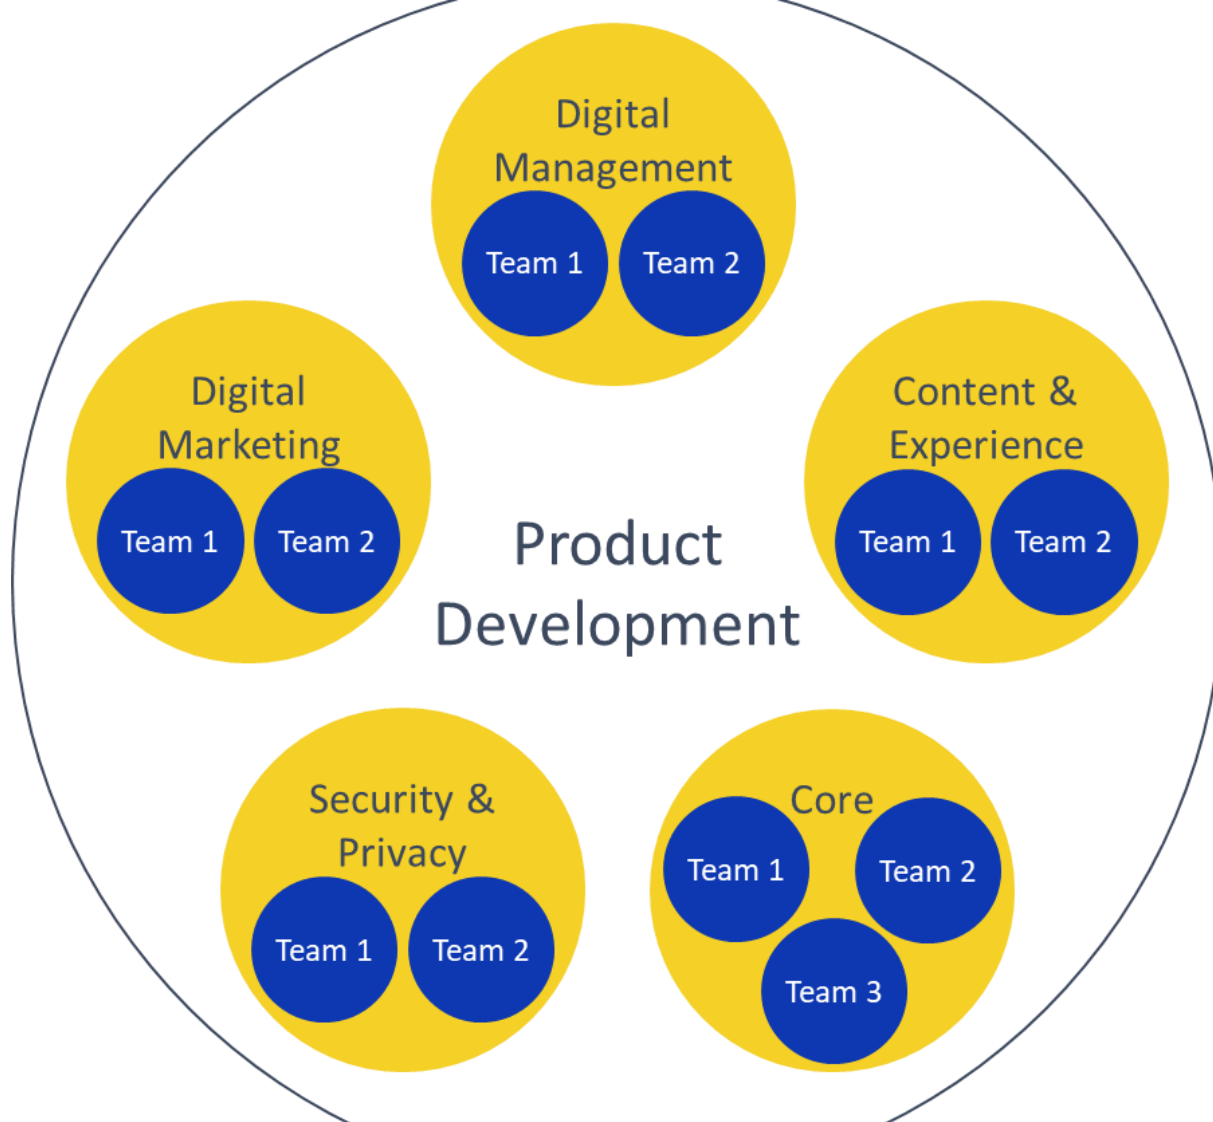 Digital
Management
Team 1
Team 2
Digital
Marketing
Team 1
Team 2
Content &
Experience
Team 1
Team 2
Product
Development
Security &
Privacy
Team 1
Team 2
Core
Team 1
Team 2
Team 3